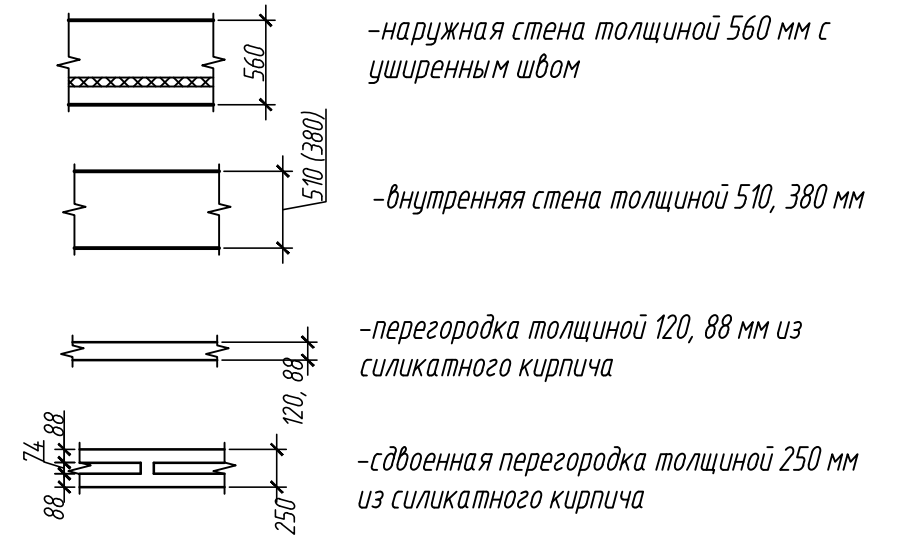 -наружная стена толщиной 560 мм с
уширенным швом
560
510 (380)
-внутренняя стена толщиной 510, 380 мм
-перегородка толщиной 120, 88 мм из
силикатного кирпича
120, 88
88
74
88
250
-сдвоенная перегородка толщиной 250 мм
из силикатного кирпича